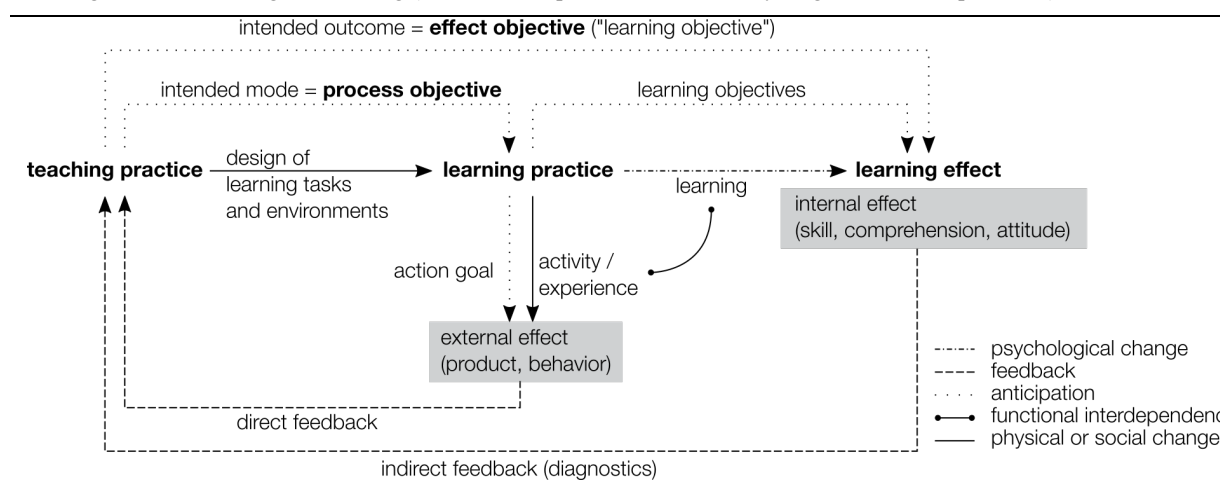 intended outcome = effect objective ("learning objective")
intended mode = process objective
learning objectives
teaching practice
design of
learning tasks
and environments
learning practice
learning
learning effect
internal effect
(skill, comprehension, attitude)
action goal
activity /
experience
external effect
(product, behavior)
psychological change
feedback
anticipation
functional interdependenc
physical or social change
direct feedback
indirect feedback (diagnostics)